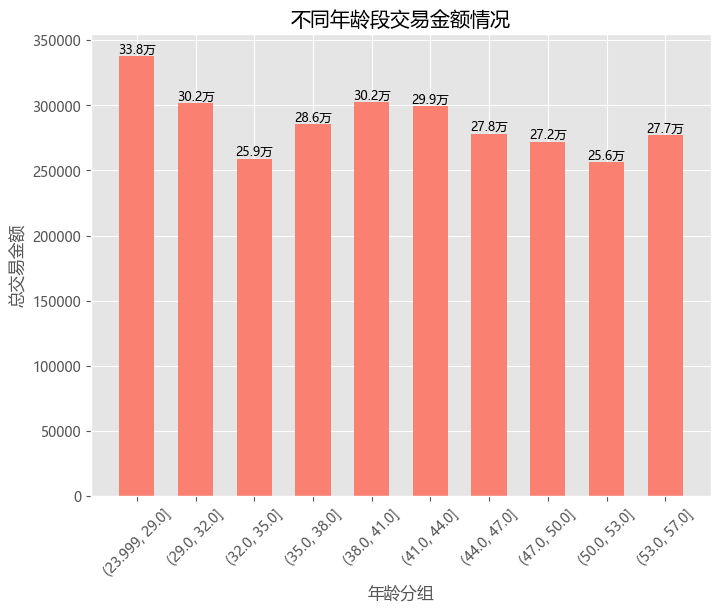 不同年龄段交易金额情况
总交易金额
350000
300000
250000
200000
150000
100000
50000
0
33.8万
30.2万
25.9万
28.6万
30.2万
29.9万
27.8万
27.2万
25.6万
27.7万
(23.999, 29.0]
(29.0, 32.0]
(32.0, 35.0]
(35.0, 38.0]
(38.0, 41.0]
(41.0, 44.0]
(44.0, 47.0]
(47.0, 50.0]
(50.0, 53.0]
(53.0, 57.0]
年龄分组